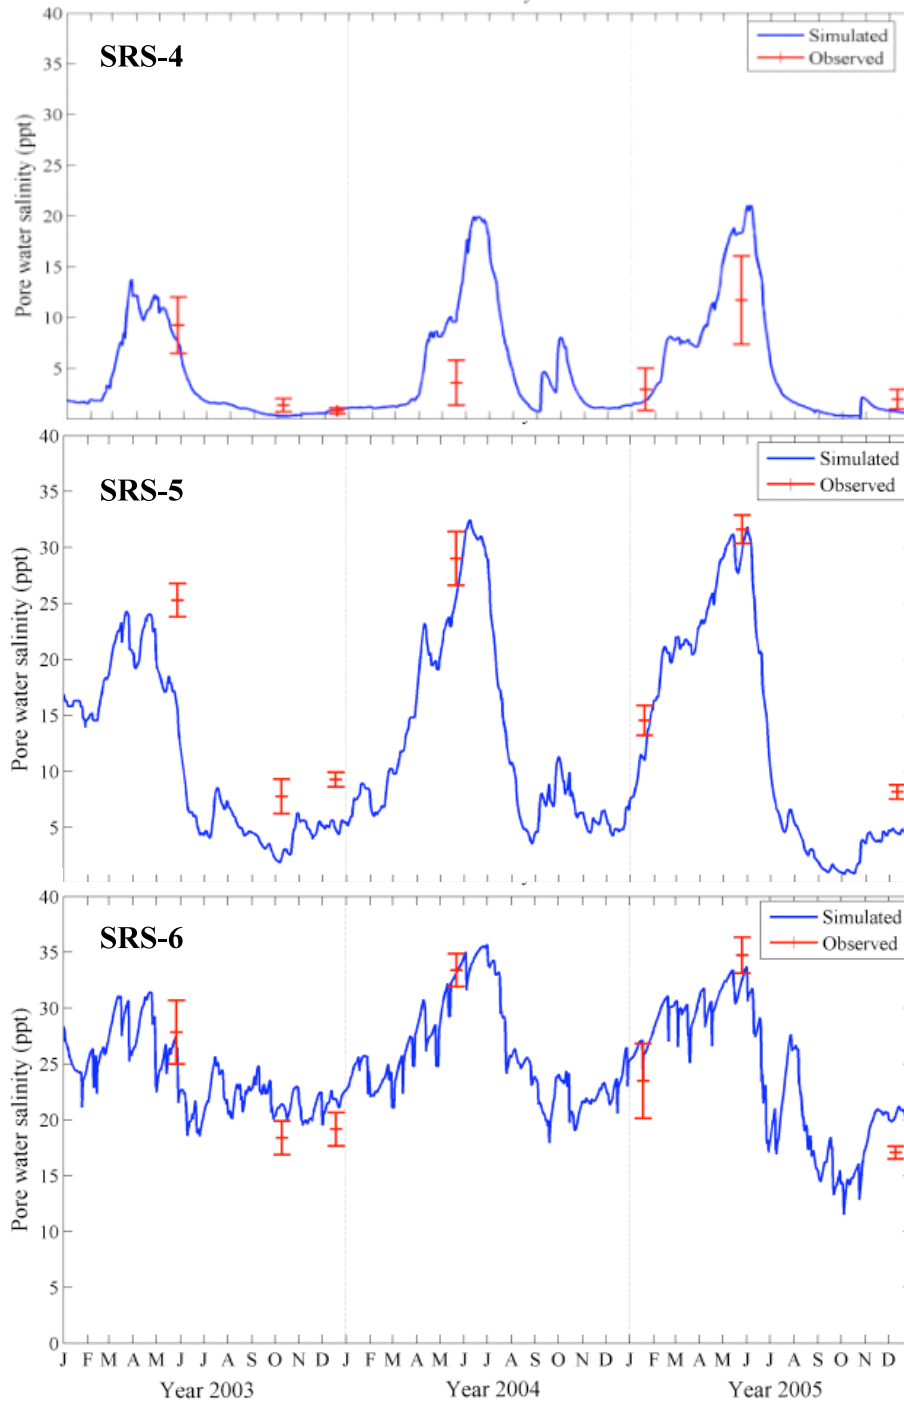 40
35
30
25
20
15
10
5
Pore water salinity (ppt)
SRS-4
Simulated
Observed
40
35
30
25
20
15
10
5
Pore water salinity (ppt)
SRS-5
Simulated
Observed
40
35
30
25
20
15
10
5
0
Pore water salinity (ppt)
SRS-6
Simulated
Observed
J F M A M J J A S O N D J F M A M J J A S O N D J F M A M J J A S O N D
Year 2003 Year 2004 Year 2005